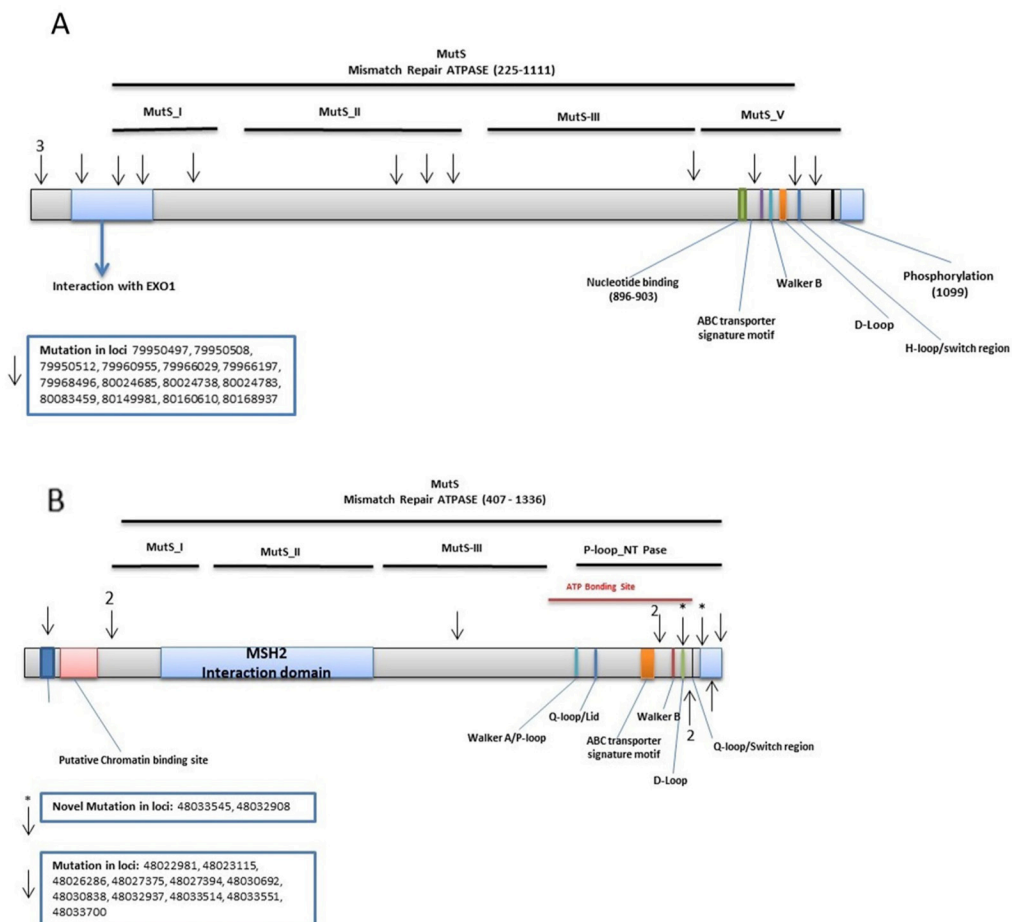 A
MutS
Mismatch Repair ATPASE (225-1111)
MutS_I
MutS_II
MutS-III
MutS_V
3
Interaction with EXO1
Nucleotide binding
(896-903)
ABC transporter
signature motif
Walker B
D-Loop
H-loop/switch region
Phosphorylation
(1099)
Mutation in loci 79950497, 79950508,
79950512, 79960955, 79966029, 79966197,
79968496, 80024685, 80024738, 80024783,
80083459, 80149981, 80160610, 80168937
B
MutS
Mismatch Repair ATPASE (407 - 1336)
MutS_I
MutS_II
MutS-III
P-loop_NT Pase
ATP Bonding Site
2
2
*
*
MSH2
Interaction domain
Putative Chromatin binding site
Walker A/P-loop
Q-loop/Lid
ABC transporter
signature motif
Walker B
D-Loop
2
Q-loop/Switch region
*
Novel Mutation in loci: 48033545, 48032908
Mutation in loci: 48022981, 48023115,
48026286, 48027375, 48027394, 48030692,
48030838, 48032937, 48033514, 48033551,
48033700